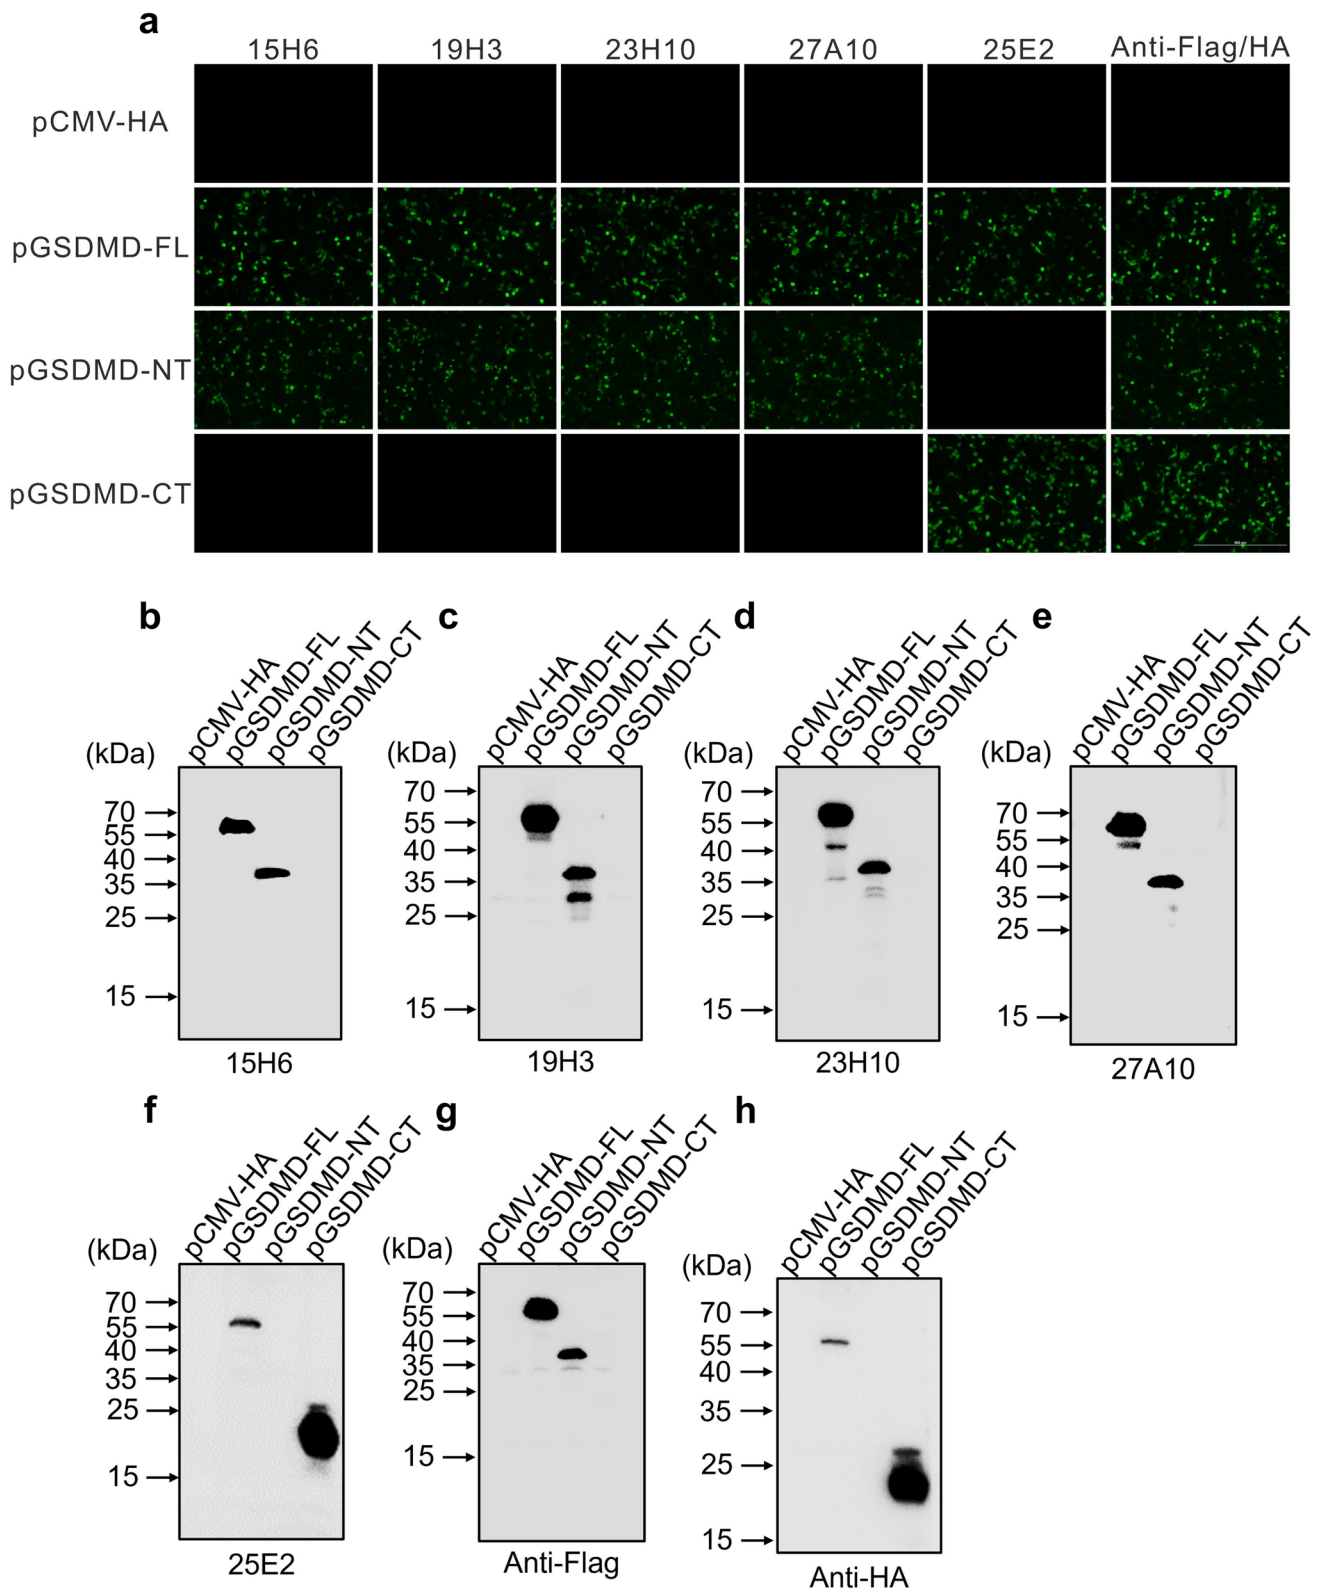 a
15H6 19H3 23H10 27A10 25E2 Anti-Flag/HA
pCMV-HA
pGSDMD-FL
pGSDMD-NT
pGSDMD-CT
b
pCMV-HA
pGSDMD-FL
pGSDMD-NT
pGSDMD-CT
(kDa)
70
55
40
35
25
15
15H6
c
pCMV-HA
pGSDMD-FL
pGSDMD-NT
pGSDMD-CT
(kDa)
70
55
40
35
25
15
19H3
d
pCMV-HA
pGSDMD-FL
pGSDMD-NT
pGSDMD-CT
(kDa)
70
55
40
35
25
15
23H10
e
pCMV-HA
pGSDMD-FL
pGSDMD-NT
pGSDMD-CT
(kDa)
70
55
40
35
25
15
27A10
f
pCMV-HA
pGSDMD-FL
pGSDMD-NT
pGSDMD-CT
(kDa)
70
55
40
35
25
15
25E2
g
pCMV-HA
pGSDMD-FL
pGSDMD-NT
pGSDMD-CT
(kDa)
70
55
40
35
25
15
Anti-Flag
h
pCMV-HA
pGSDMD-FL
pGSDMD-NT
pGSDMD-CT
(kDa)
70
55
40
35
25
15
Anti-HA